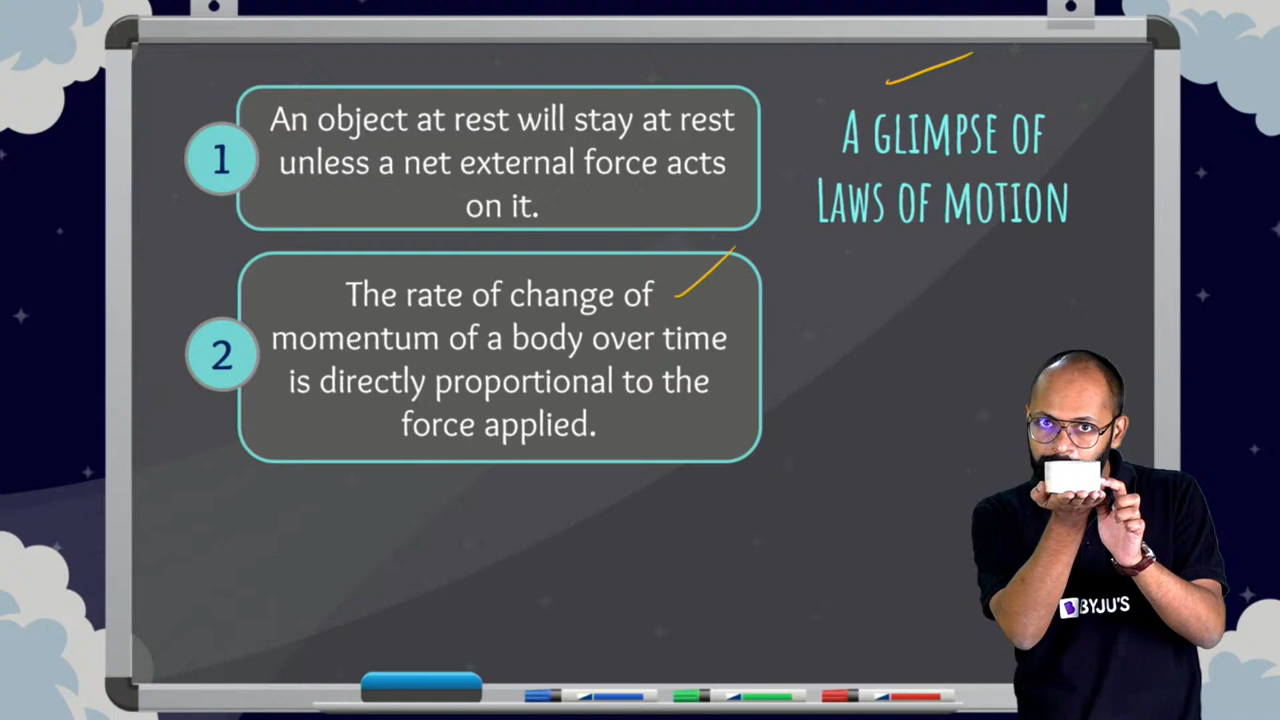 1
An object at rest will stay at rest
unless a net external force acts
on it.
A GLIMPSE OF
LAWS OF MOTION
2
The rate of change of
momentum of a body over time
is directly proportional to the
force applied.
BYJU'S